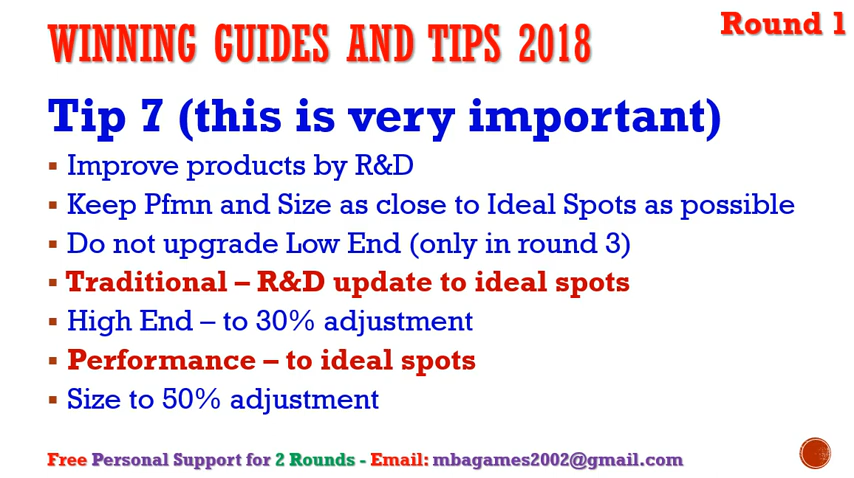 Round 1
WINNING GUIDES AND TIPS 2018
Tip 7 (this is very important)
▪ Improve products by R&D
▪ Keep Pfmn and Size as close to Ideal Spots as possible
▪ Do not upgrade Low End (only in round 3)
▪ Traditional – R&D update to ideal spots
▪ High End – to 30% adjustment
▪ Performance – to ideal spots
▪ Size to 50% adjustment
Free Personal Support for 2 Rounds - Email: mbagames2002@gmail.com